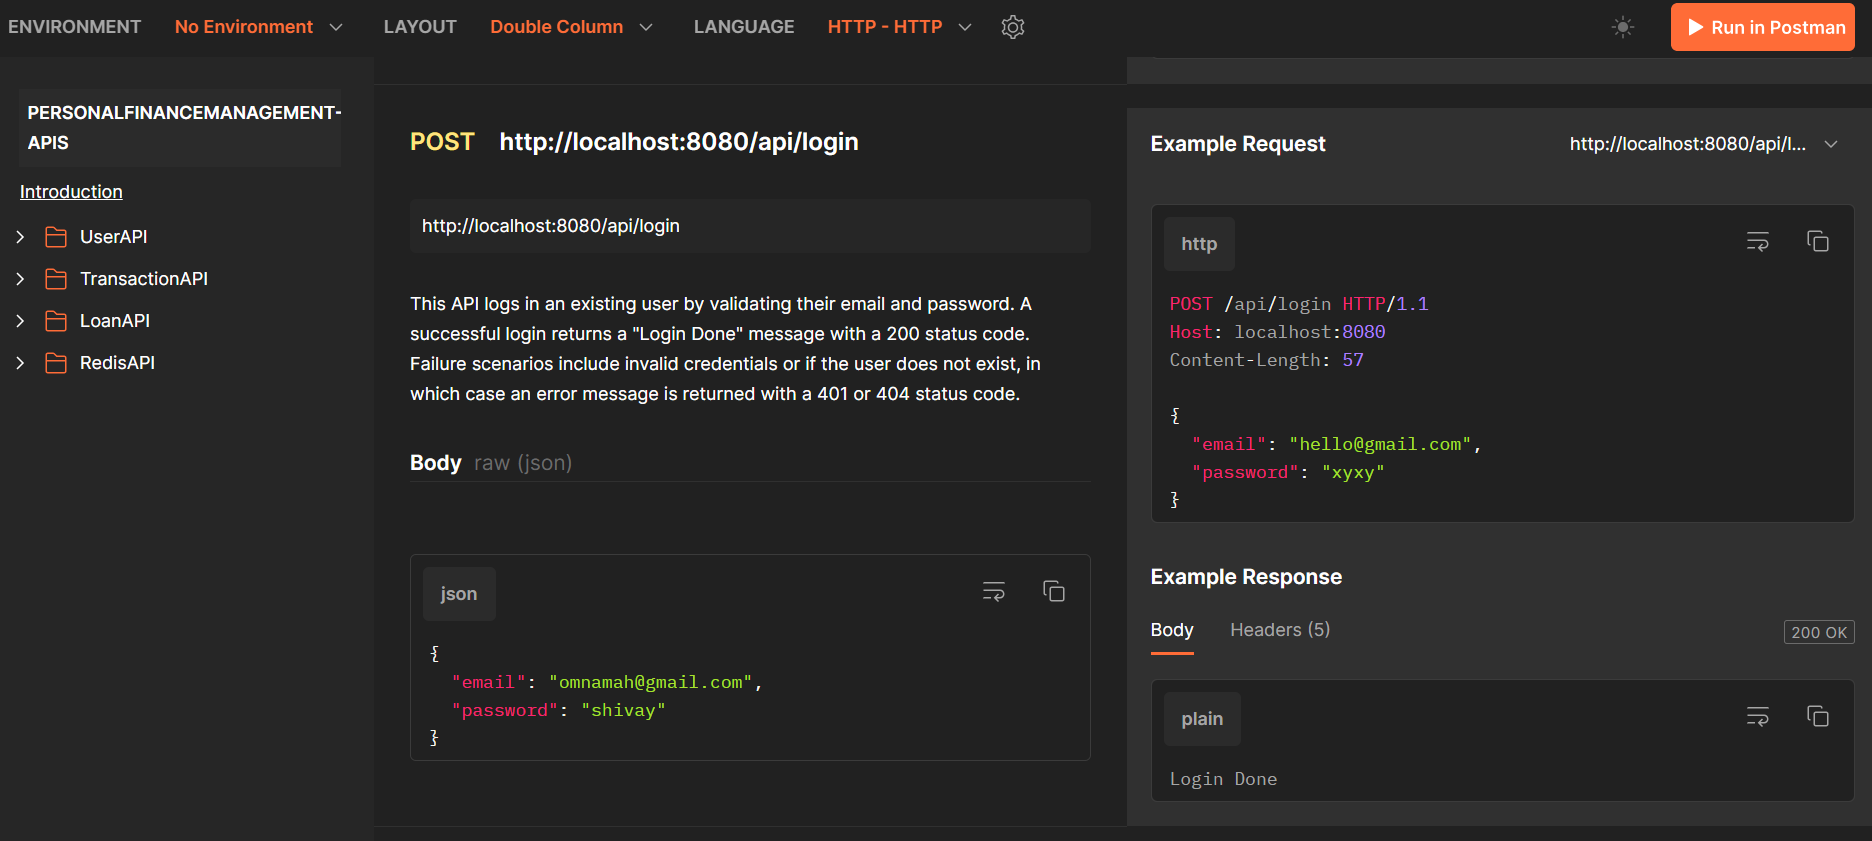 ENVIRONMENT No Environment LAYOUT Double Column LANGUAGE HTTP - HTTP Run in Postman
PERSONALFINANCEMANAGEMENT-
APIS
Introduction
UserAPI
TransactionAPI
LoanAPI
RedisAPI
POST http://localhost:8080/api/login
http://localhost:8080/api/login
This API logs in an existing user by validating their email and password. A
successful login returns a "Login Done" message with a 200 status code.
Failure scenarios include invalid credentials or if the user does not exist, in
which case an error message is returned with a 401 or 404 status code.
Body raw (json)
json
{
  "email": "omnamah@gmail.com",
  "password": "shivay"
}
Example Request http://localhost:8080/api/l...
http
POST /api/login HTTP/1.1
Host: localhost:8080
Content-Length: 57
{
  "email": "hello@gmail.com",
  "password": "xyxy"
}
Example Response
Body Headers (5) 200 OK
plain
Login Done